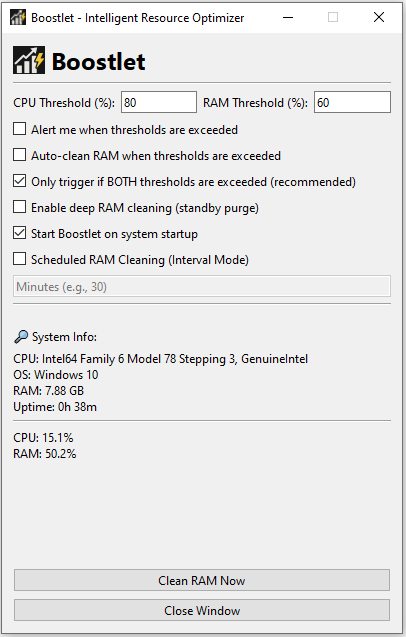 Boostlet - Intelligent Resource Optimizer
Boostlet
CPU Threshold (%): 80 RAM Threshold (%): 60
Alert me when thresholds are exceeded
Auto-clean RAM when thresholds are exceeded
Only trigger if BOTH thresholds are exceeded (recommended)
Enable deep RAM cleaning (standby purge)
Start Boostlet on system startup
Scheduled RAM Cleaning (Interval Mode)
Minutes (e.g., 30)
System Info:
CPU: Intel64 Family 6 Model 78 Stepping 3, GenuineIntel
OS: Windows 10
RAM: 7.88 GB
Uptime: 0h 38m
CPU: 15.1%
RAM: 50.2%
Clean RAM Now
Close Window